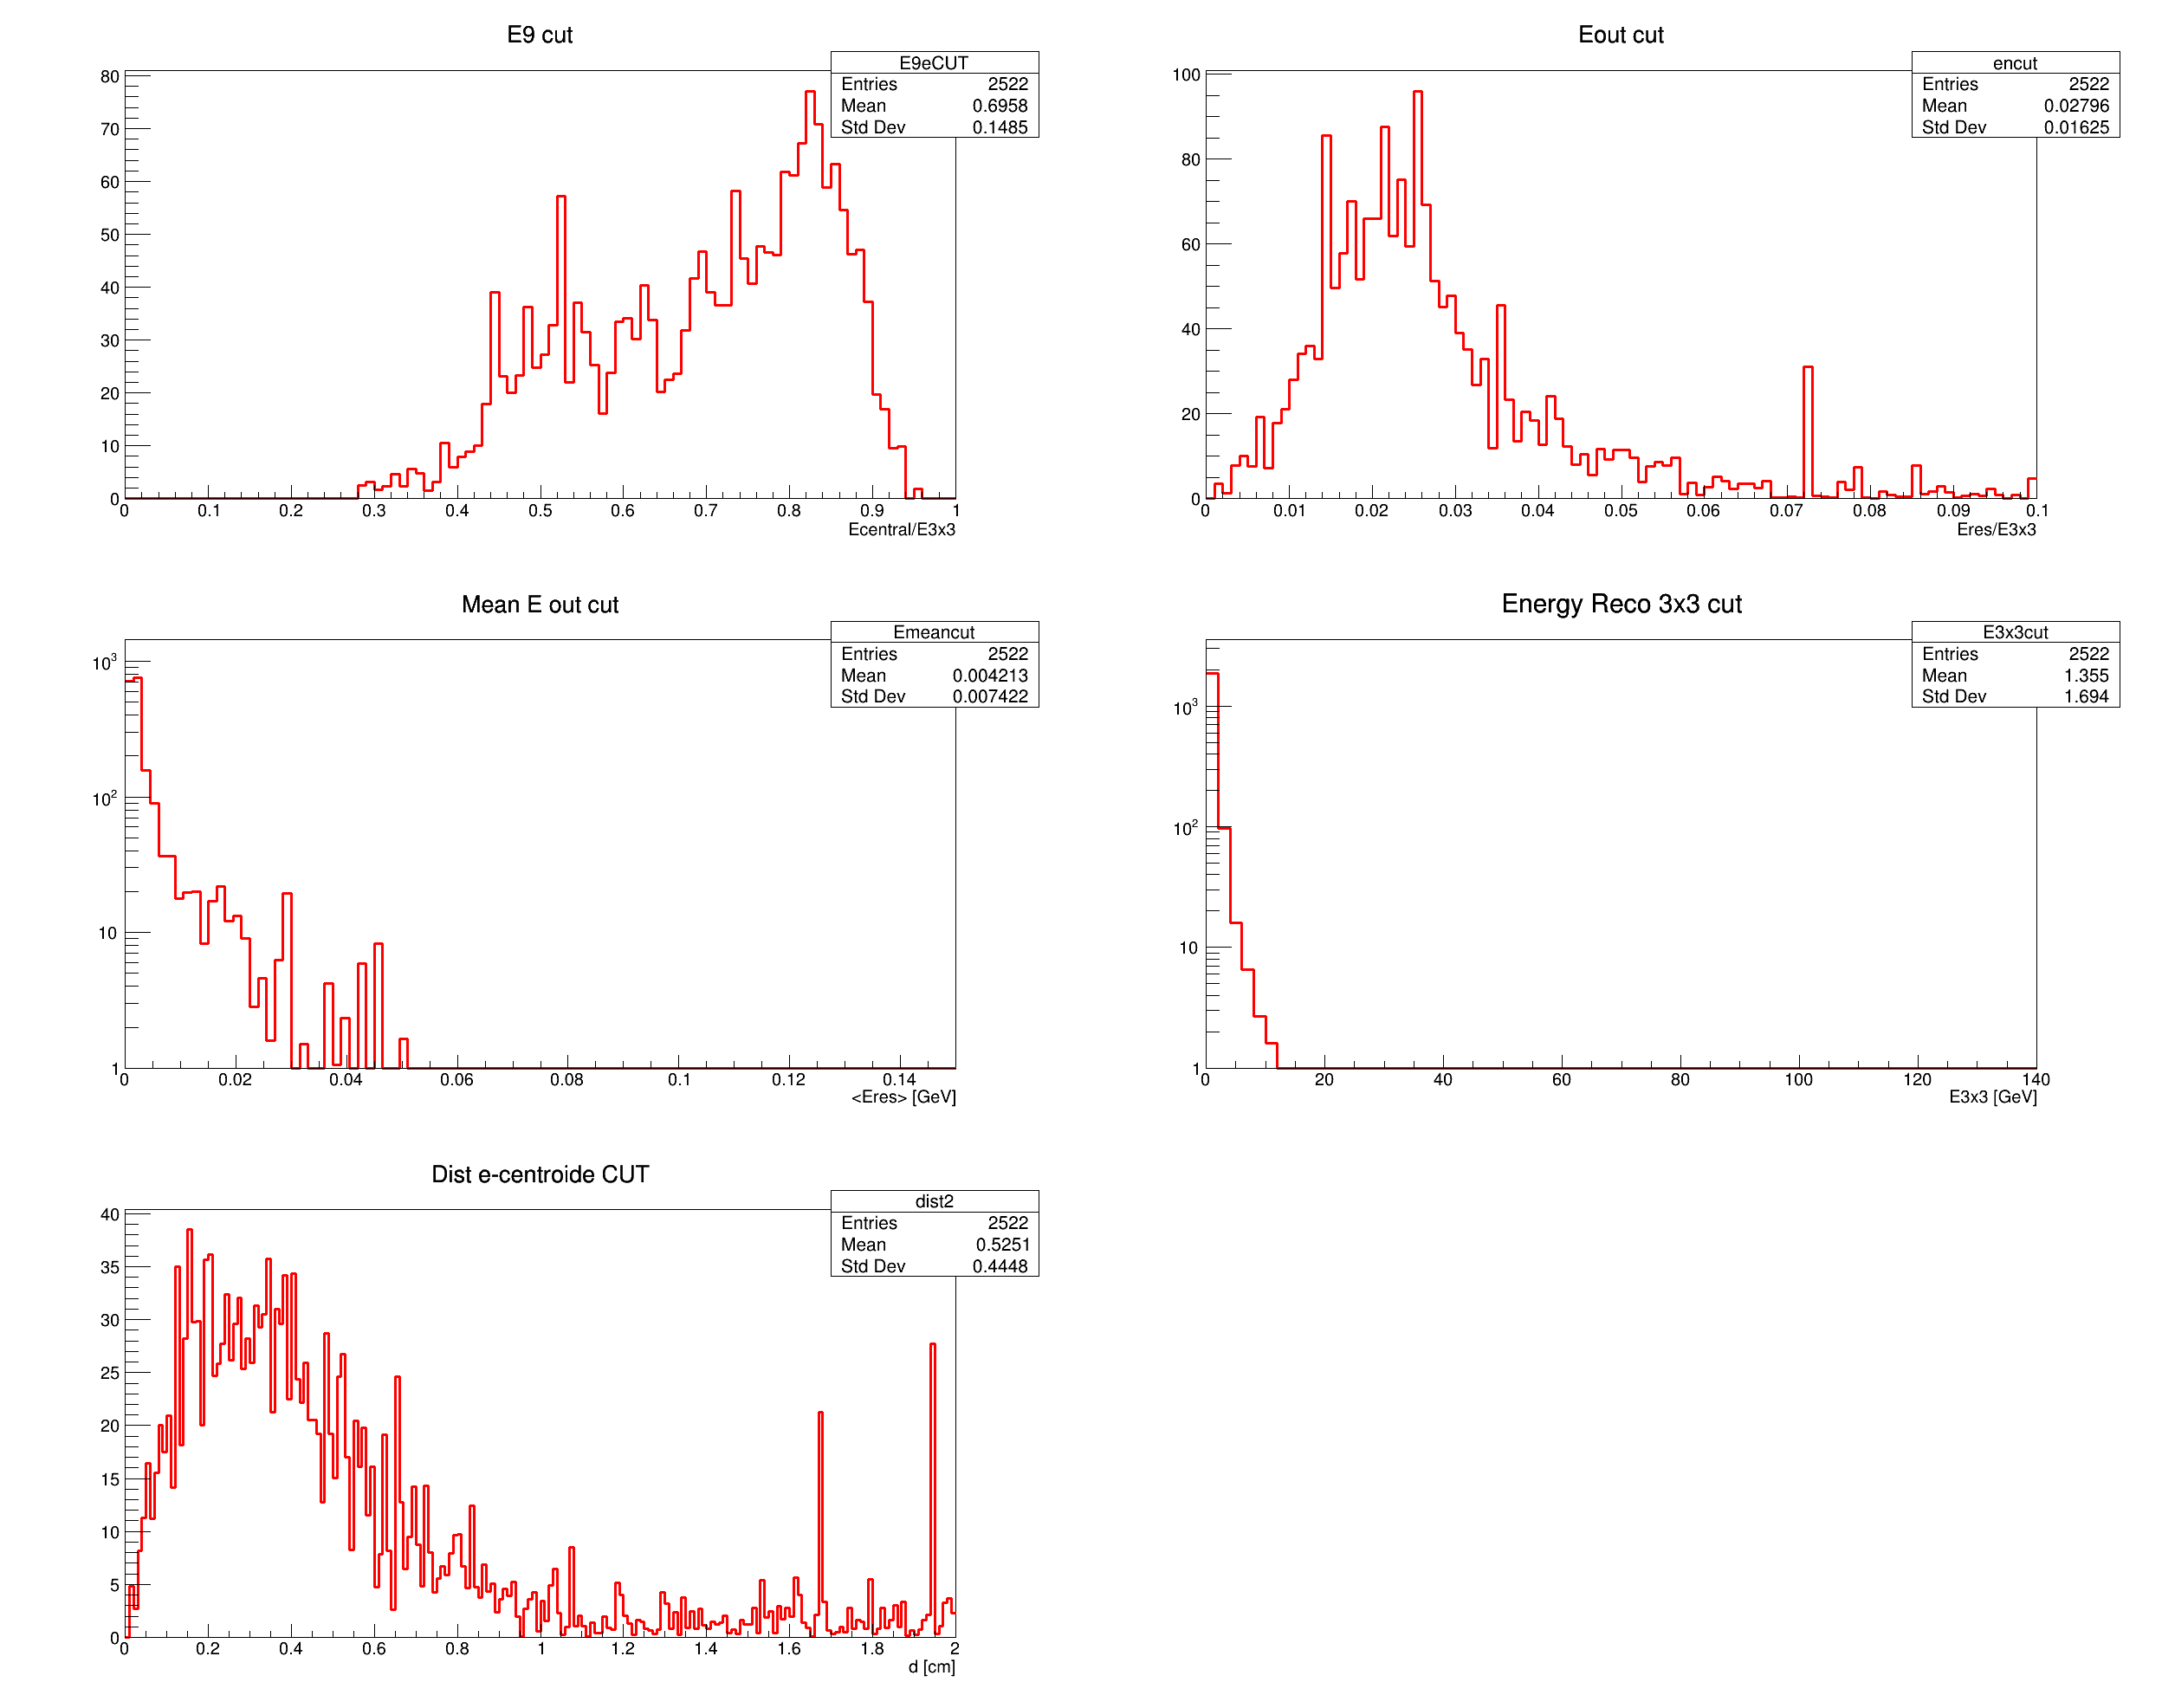 E9 cut
E9eCUT
Entries 2522
Mean 0.6958
Std Dev 0.1485
80
70
60
50
40
30
20
10
0
0 0.1 0.2 0.3 0.4 0.5 0.6 0.7 0.8 0.9 1
Ecentral/E3x3
Eout cut
encut
Entries 2522
Mean 0.02796
Std Dev 0.01625
100
80
60
40
20
0
0 0.01 0.02 0.03 0.04 0.05 0.06 0.07 0.08 0.09 0.1
Eres/E3x3
Mean E out cut
Emeancut
Entries 2522
Mean 0.004213
Std Dev 0.007422
10³
10²
10
1
0 0.02 0.04 0.06 0.08 0.1 0.12 0.14
<Eres> [GeV]
Energy Reco 3x3 cut
E3x3cut
Entries 2522
Mean 1.355
Std Dev 1.694
10³
10²
10
1
0 20 40 60 80 100 120 140
E3x3 [GeV]
Dist e-centroide CUT
dist2
Entries 2522
Mean 0.5251
Std Dev 0.4448
40
35
30
25
20
15
10
5
0
0 0.2 0.4 0.6 0.8 1 1.2 1.4 1.6 1.8 2
d [cm]